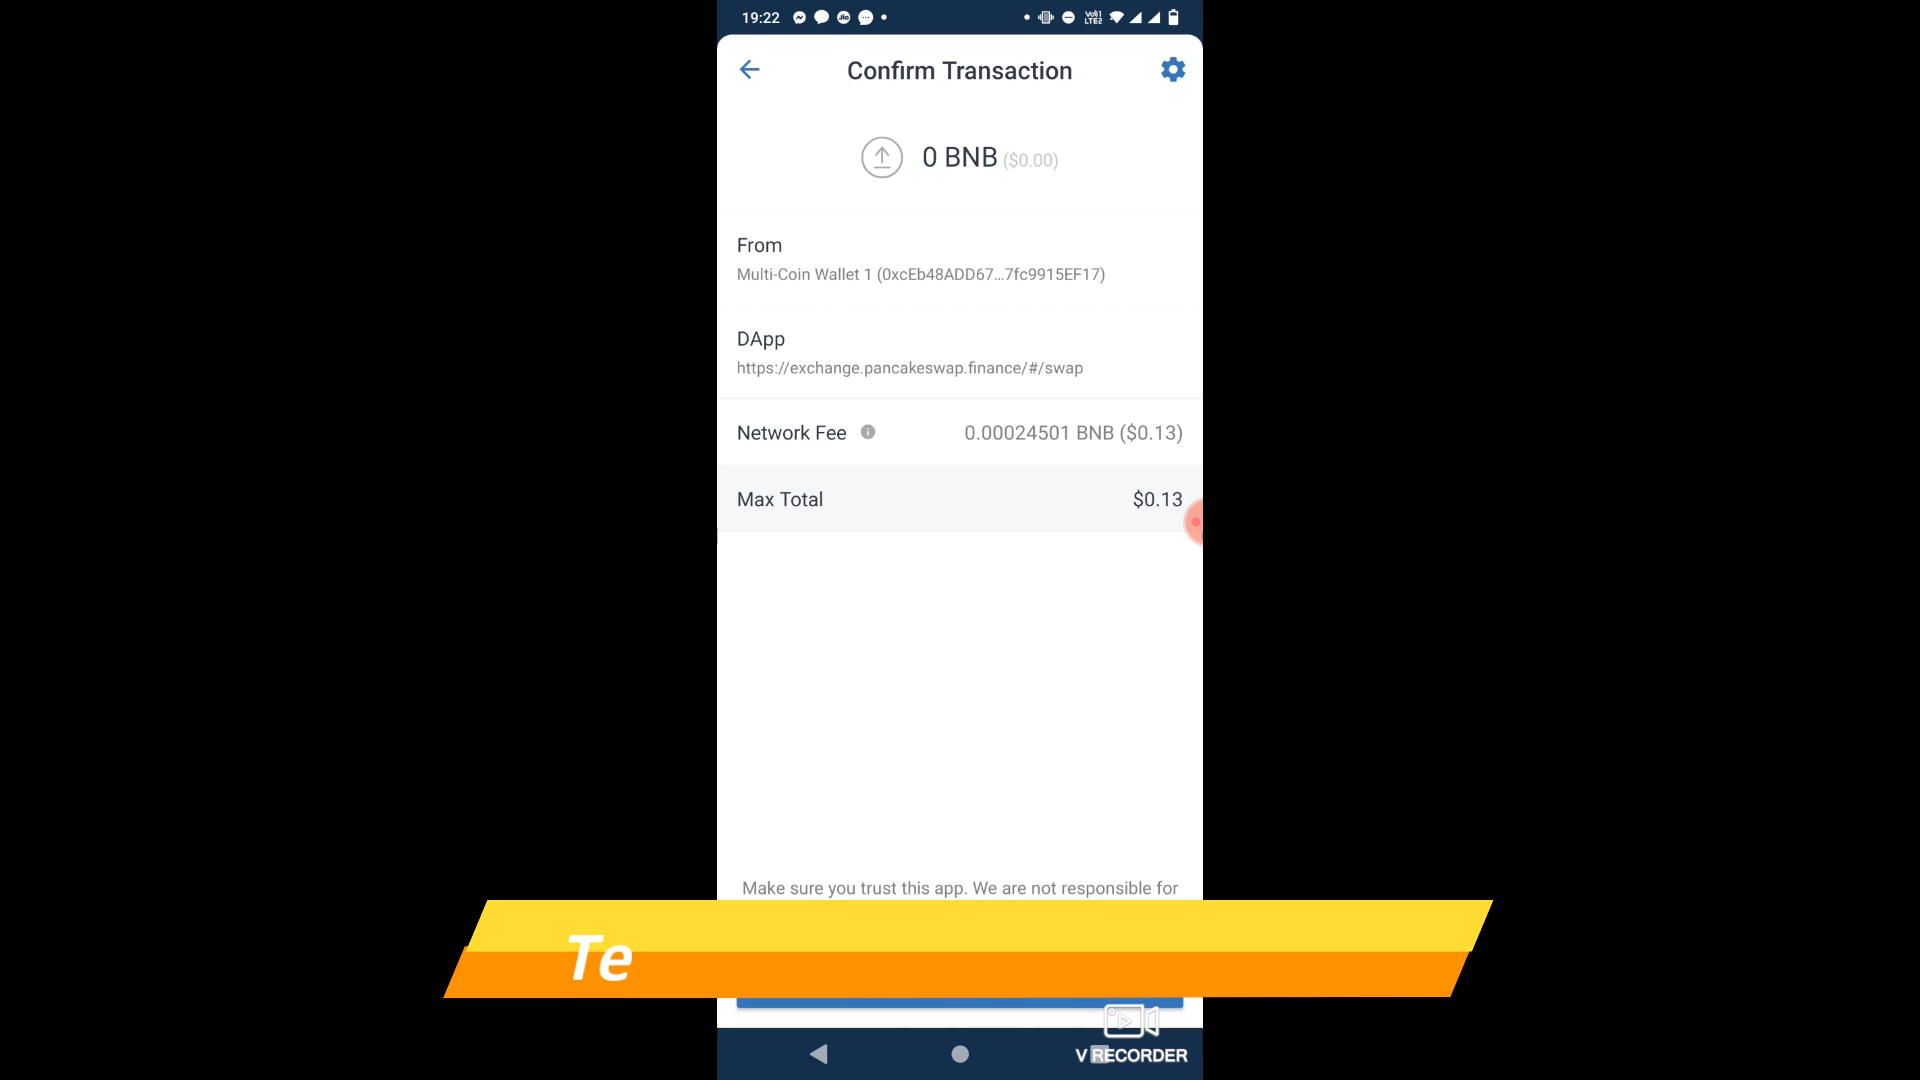 19:22
Confirm Transaction
0 BNB ($0.00)
From
Multi-Coin Wallet 1 (0xcEb48ADD67...7fc9915EF17)
DApp
https://exchange.pancakeswap.finance/#/swap
Network Fee 0.00024501 BNB ($0.13)
Max Total $0.13
Make sure you trust this app. We are not responsible for
Te
V RECORDER